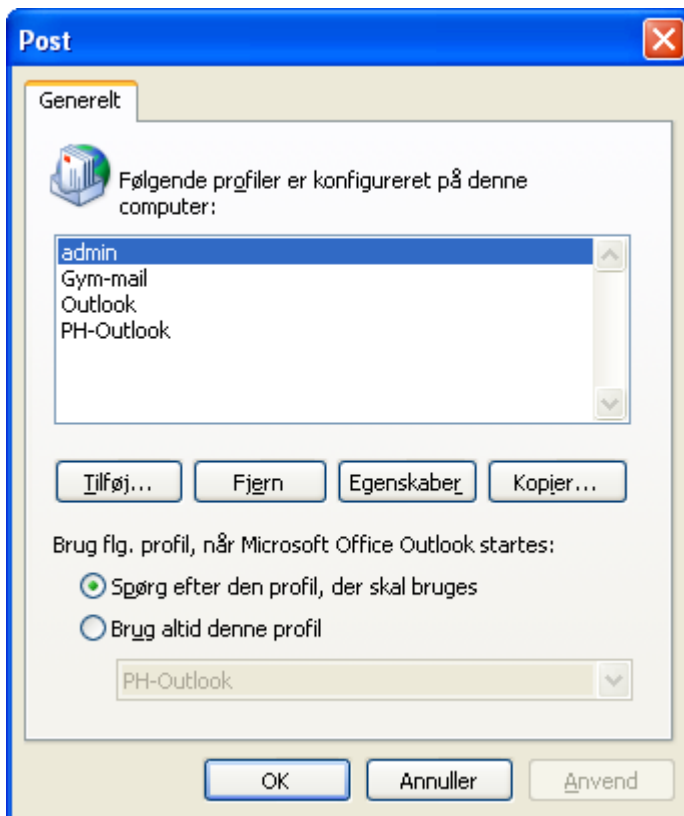 Post
Generelt
Følgende profiler er konfigureret på denne
computer:
admin
Gym-mail
Outlook
PH-Outlook
Tilføj... Fjern Egenskaber Kopier...
Brug flg. profil, når Microsoft Office Outlook startes:
Spørg efter den profil, der skal bruges
Brug altid denne profil
PH-Outlook
OK Annuller Anvend